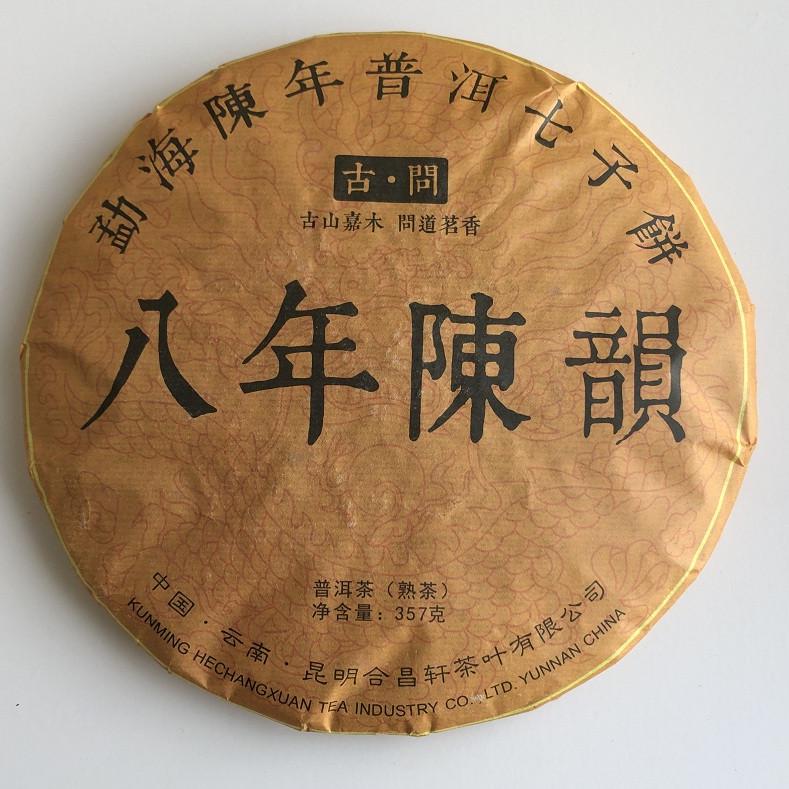 勐海陳年普洱七子餅
古·問
古山嘉木 問道茗香
八年陳韻
普洱茶（熟茶）
净含量：357克
中国·云南·昆明合昌轩茶叶有限公司
KUNMING HECHANGXUAN TEA INDUSTRY CO., LTD. YUNNAN CHINA